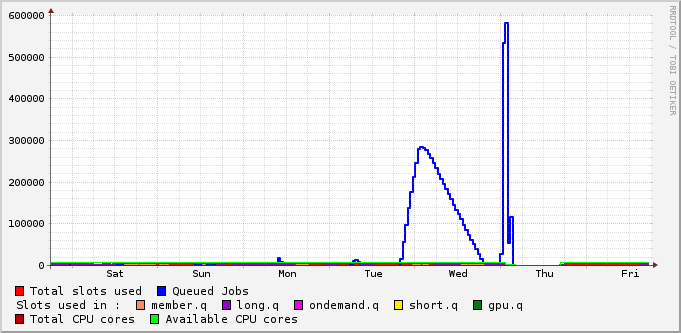 600000
500000
400000
300000
200000
100000
0
Sat Sun Mon Tue Wed Thu Fri
Total slots used Queued Jobs
Slots used in : member.q long.q ondemand.q short.q gpu.q
Total CPU cores Available CPU cores
RRDTOOL / TOBI OETIKER